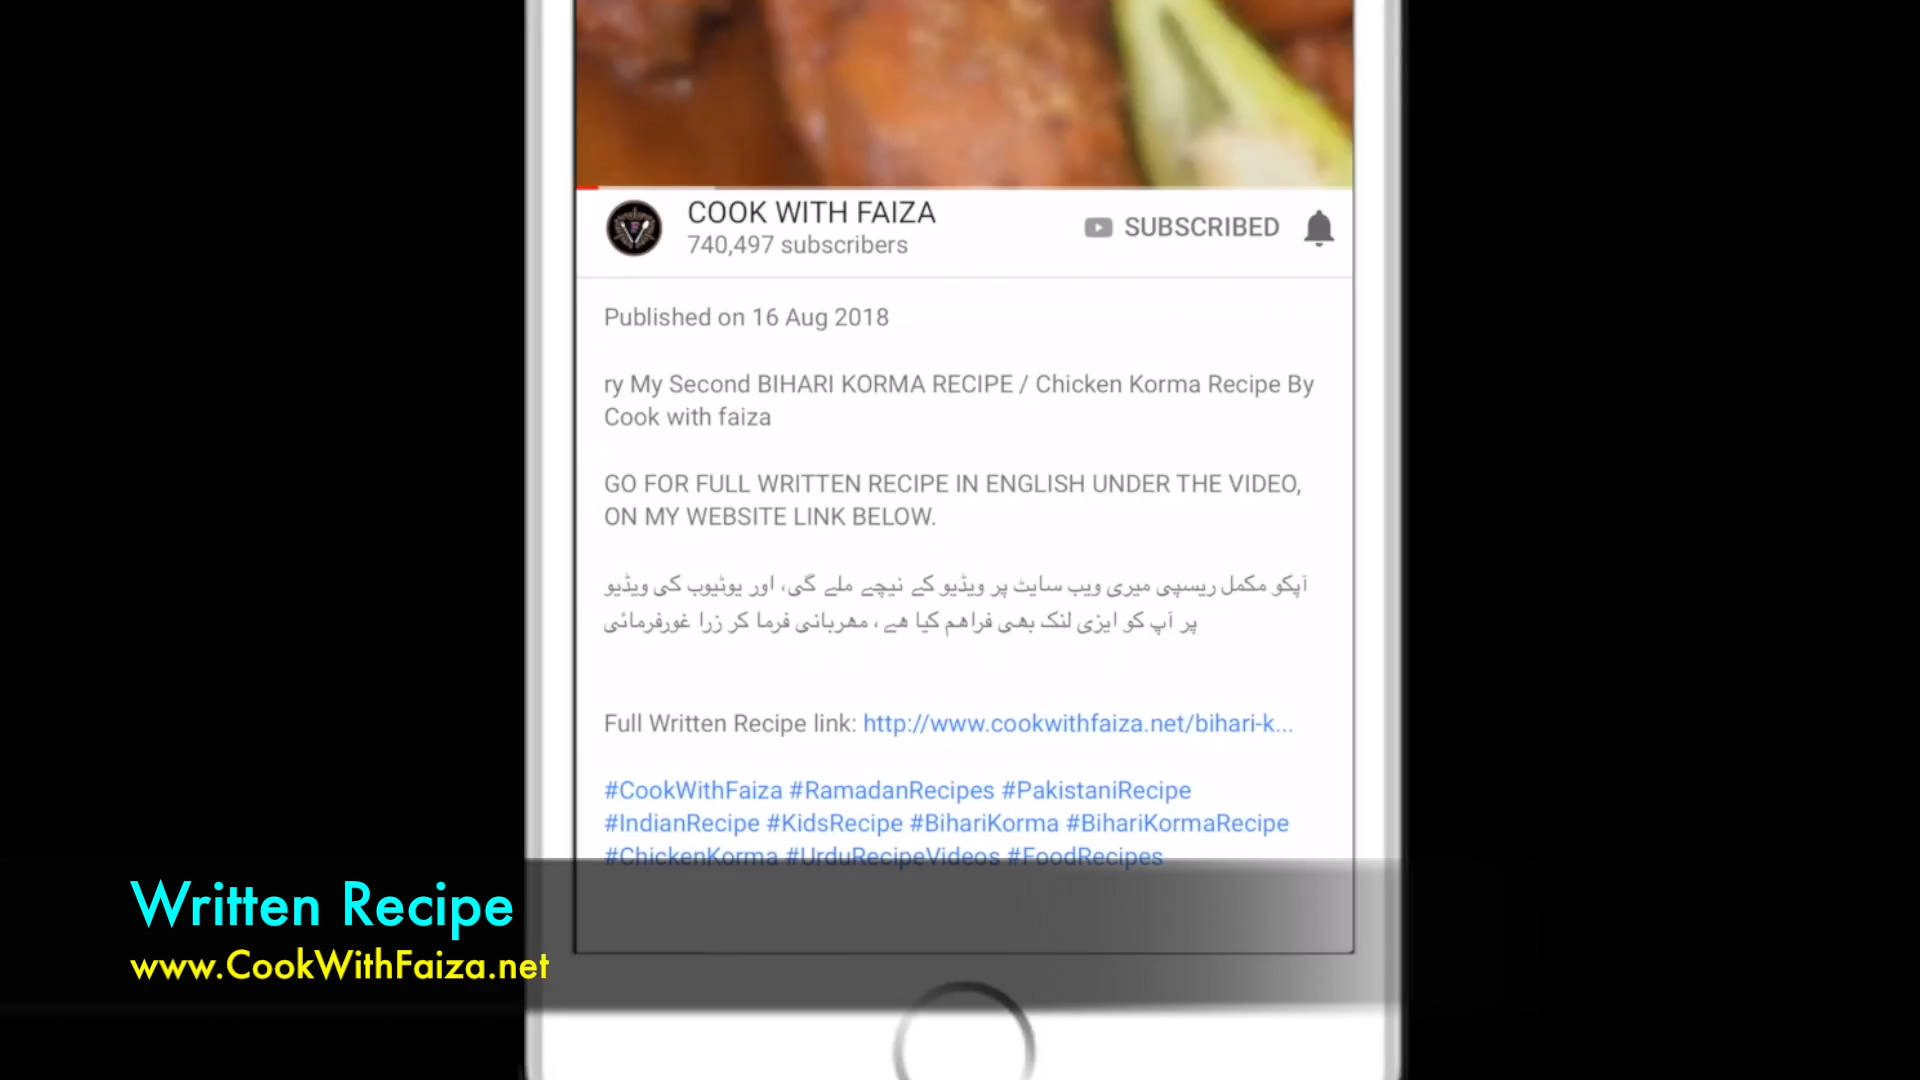 COOK WITH FAIZA
740,497 subscribers
SUBSCRIBED
Published on 16 Aug 2018
ry My Second BIHARI KORMA RECIPE / Chicken Korma Recipe By
Cook with faiza
GO FOR FULL WRITTEN RECIPE IN ENGLISH UNDER THE VIDEO,
ON MY WEBSITE LINK BELOW.
آپکو مکمل ریسپی میری ویب سایٹ پر ویڈیو کے نیچے ملے گی، اور یوٹیوب کی ویڈیو
پر آپ کو ایزی لنک بھی فراھم کیا ھے ، مھربانی فرما کر زرا غورفرمائی
Full Written Recipe link: http://www.cookwithfaiza.net/bihari-k...
#CookWithFaiza #RamadanRecipes #PakistaniRecipe
#IndianRecipe #KidsRecipe #BihariKorma #BihariKormaRecipe
#ChickenKorma #UrduRecipeVideos #FoodRecipes
Written Recipe
www.CookWithFaiza.net